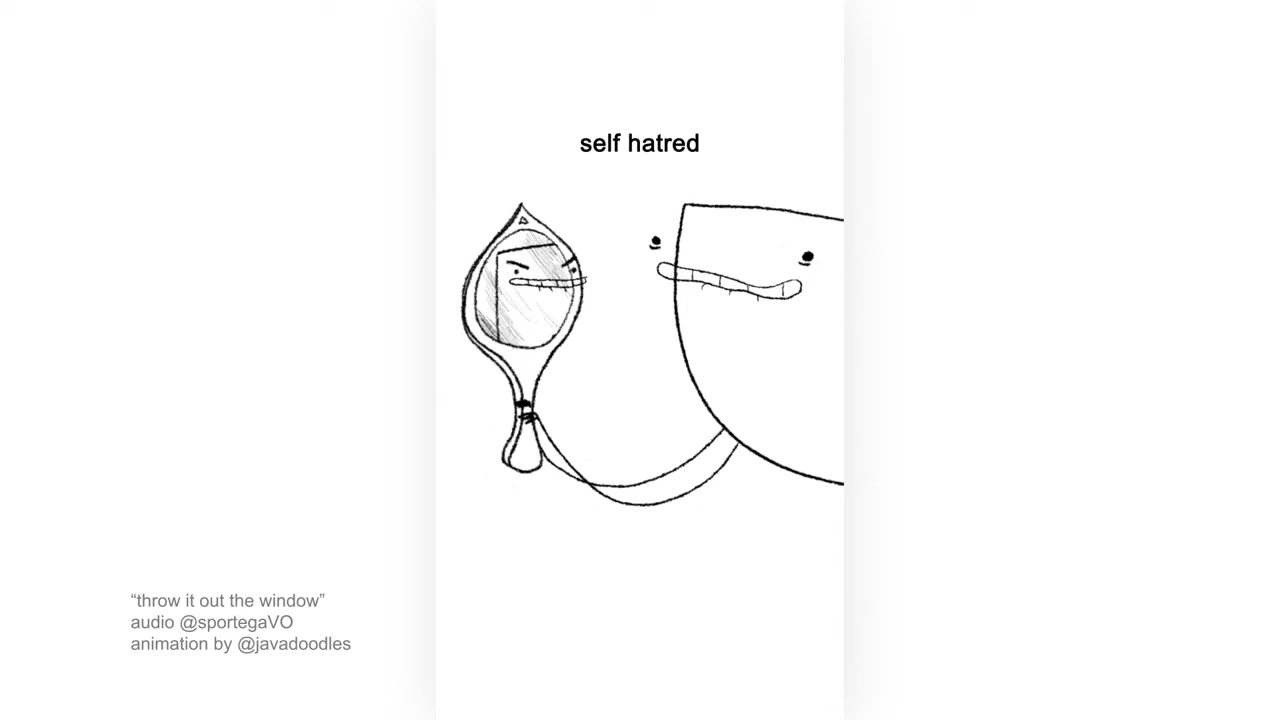 self hatred
“throw it out the window”
audio @sportegaVO
animation by @javadoodles